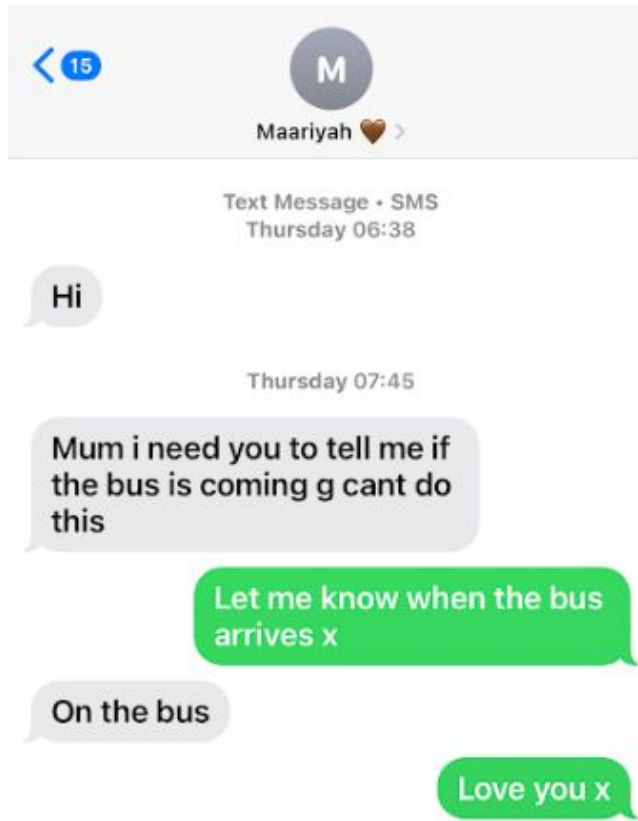 15
M
Maariyah 🤎 >
Text Message • SMS
Thursday 06:38
Hi
Thursday 07:45
Mum i need you to tell me if
the bus is coming g cant do
this
Let me know when the bus
arrives x
On the bus
Love you x